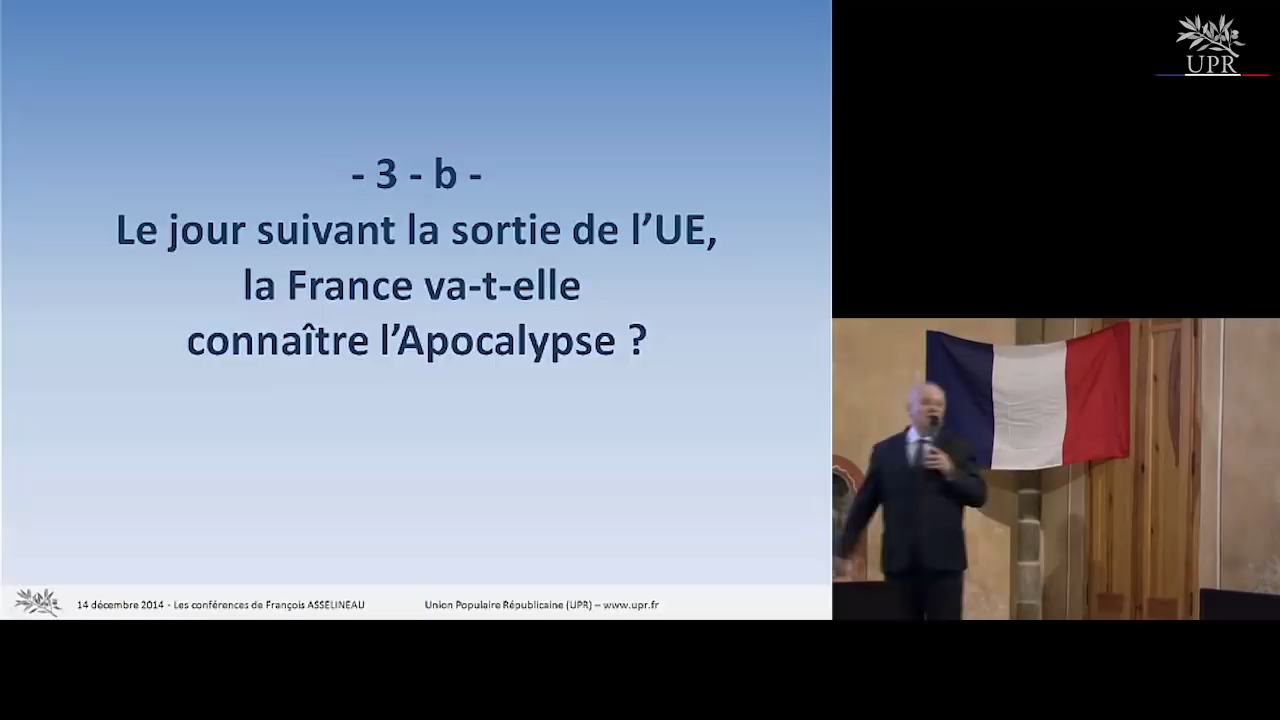 - 3 - b -
Le jour suivant la sortie de l’UE,
la France va-t-elle
connaître l’Apocalypse ?
14 décembre 2014 - Les conférences de François ASSELINEAU
Union Populaire Républicaine (UPR) – www.upr.fr
UPR